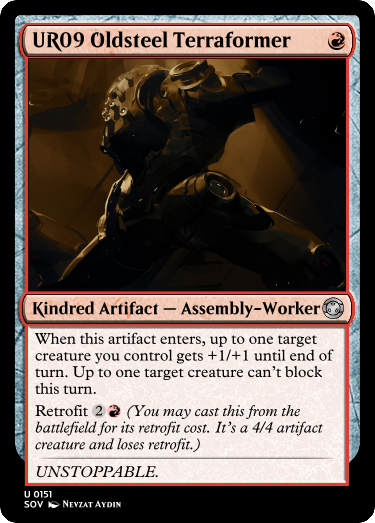 UR09 Oldsteel Terraformer
Kindred Artifact — Assembly-Worker
When this artifact enters, up to one target
creature you control gets +1/+1 until end of
turn. Up to one target creature can't block
this turn.
Retrofit 2 (You may cast this from the
battlefield for its retrofit cost. It's a 4/4 artifact
creature and loses retrofit.)
UNSTOPPABLE.
U 0151
SOV Nevzat Aydin